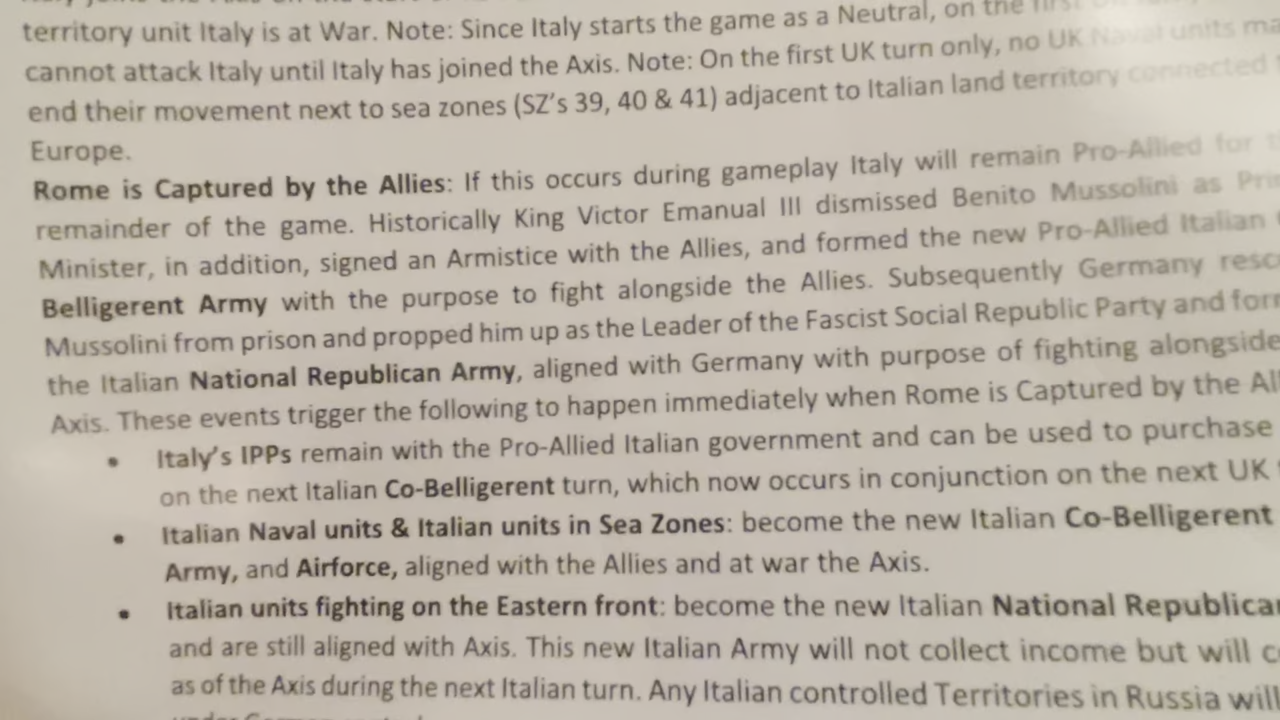 territory unit Italy is at War. Note: Since Italy starts the game as a Neutral, on the first
cannot attack Italy until Italy has joined the Axis. Note: On the first UK turn only, no UK Naval units
end their movement next to sea zones (SZ's 39, 40 & 41) adjacent to Italian land territory connected
Europe.
Rome is Captured by the Allies: If this occurs during gameplay Italy will remain Pro-Allied for
remainder of the game. Historically King Victor Emanual III dismissed Benito Mussolini as
Minister, in addition, signed an Armistice with the Allies, and formed the new Pro-Allied Italian
Belligerent Army with the purpose to fight alongside the Allies. Subsequently Germany
Mussolini from prison and propped him up as the Leader of the Fascist Social Republic Party and
the Italian National Republican Army, aligned with Germany with purpose of fighting alongside
Axis. These events trigger the following to happen immediately when Rome is Captured by the
• Italy's IPPs remain with the Pro-Allied Italian government and can be used to purchase
on the next Italian Co-Belligerent turn, which now occurs in conjunction on the next UK
• Italian Naval units & Italian units in Sea Zones: become the new Italian Co-Belligerent
Army, and Airforce, aligned with the Allies and at war the Axis.
• Italian units fighting on the Eastern front: become the new Italian National Republican
and are still aligned with Axis. This new Italian Army will not collect income but will
as of the Axis during the next Italian turn. Any Italian controlled Territories in Russia will